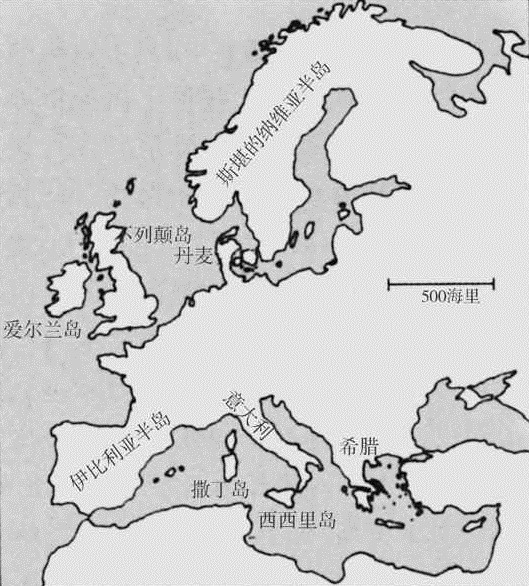 斯堪的纳维亚半岛
不列颠岛
丹麦
500海里
爱尔兰岛
意大利
伊比利亚半岛
希腊
撒丁岛
西西里岛